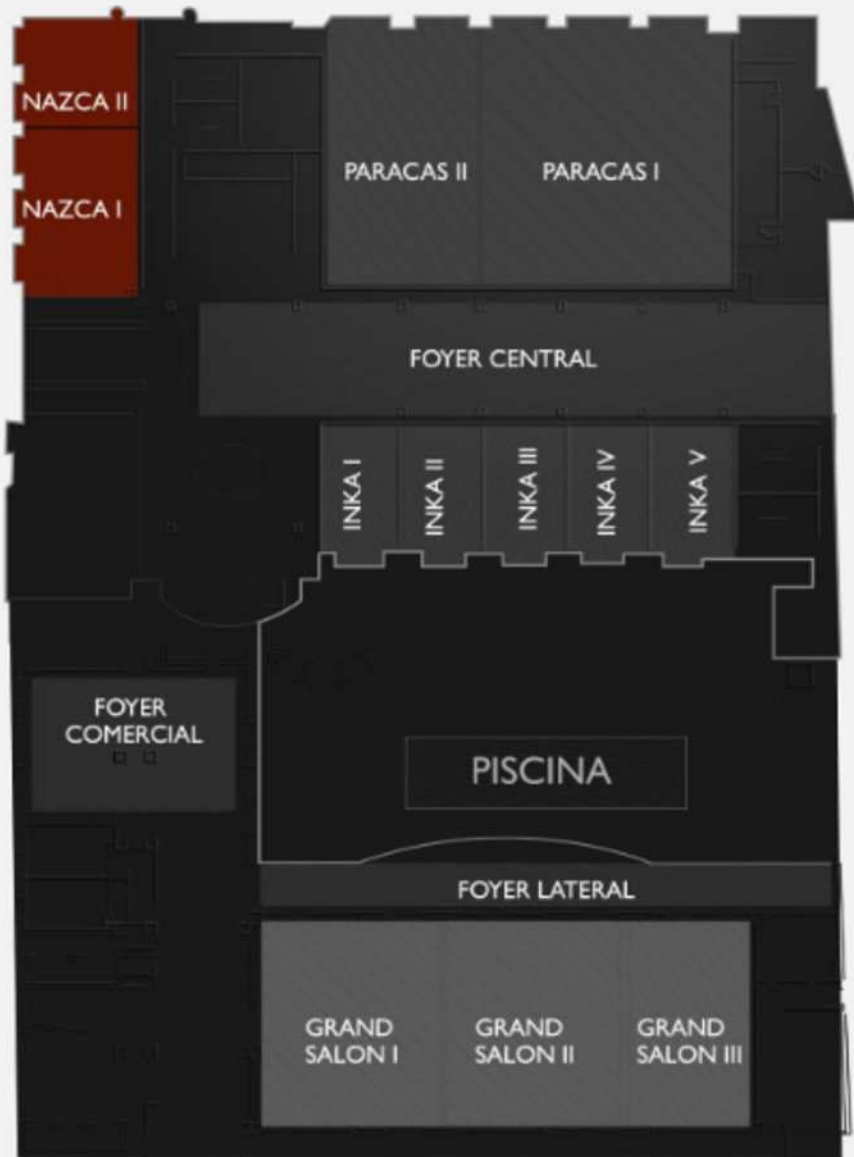 NAZCA II
NAZCA I
PARACAS II
PARACAS I
FOYER CENTRAL
INKA I
INKA II
INKA III
INKA IV
INKA V
FOYER
COMERCIAL
PISCINA
FOYER LATERAL
GRAND
SALON I
GRAND
SALON II
GRAND
SALON III